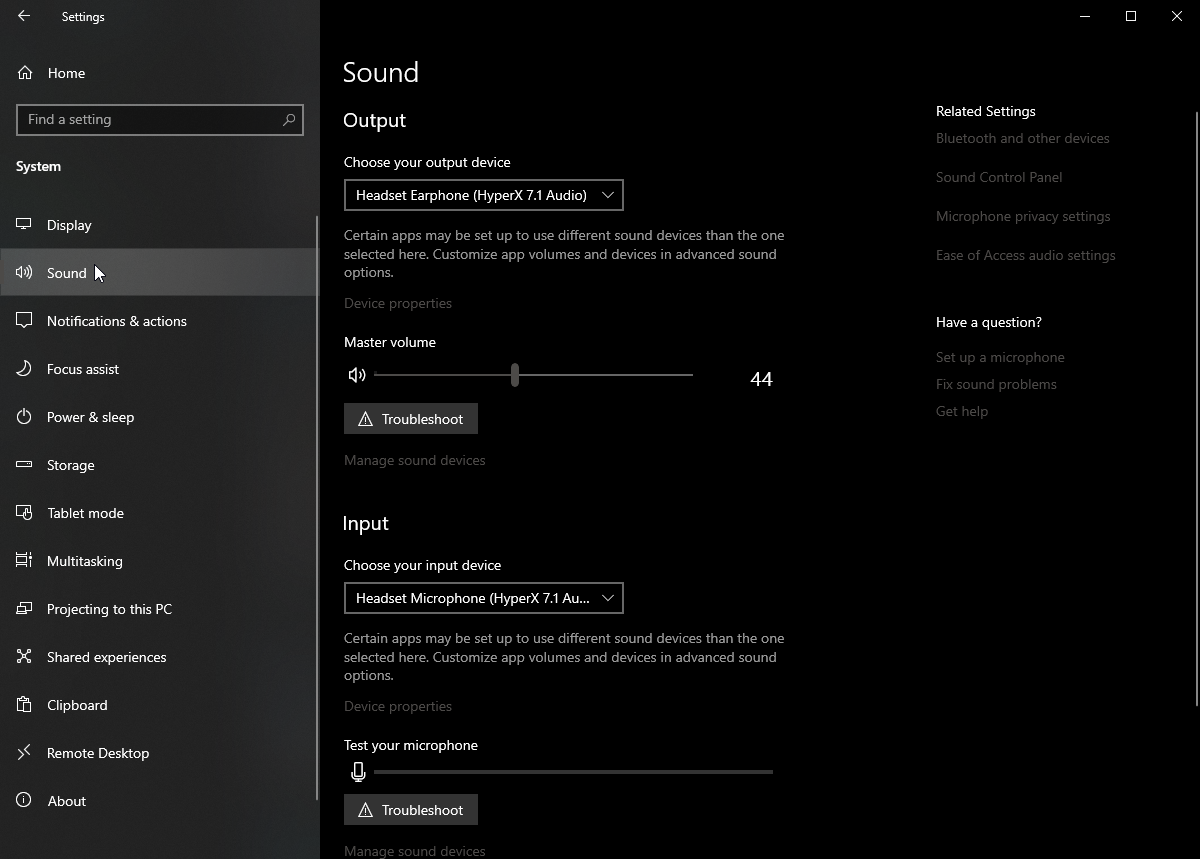 Settings
Home
Find a setting
System
Display
Sound
Notifications & actions
Focus assist
Power & sleep
Storage
Tablet mode
Multitasking
Projecting to this PC
Shared experiences
Clipboard
Remote Desktop
About
Sound
Output
Choose your output device
Headset Earphone (HyperX 7.1 Audio)
Certain apps may be set up to use different sound devices than the one
selected here. Customize app volumes and devices in advanced sound
options.
Device properties
Master volume
44
Troubleshoot
Manage sound devices
Input
Choose your input device
Headset Microphone (HyperX 7.1 Au...
Certain apps may be set up to use different sound devices than the one
selected here. Customize app volumes and devices in advanced sound
options.
Device properties
Test your microphone
Troubleshoot
Manage sound devices
Related Settings
Bluetooth and other devices
Sound Control Panel
Microphone privacy settings
Ease of Access audio settings
Have a question?
Set up a microphone
Fix sound problems
Get help